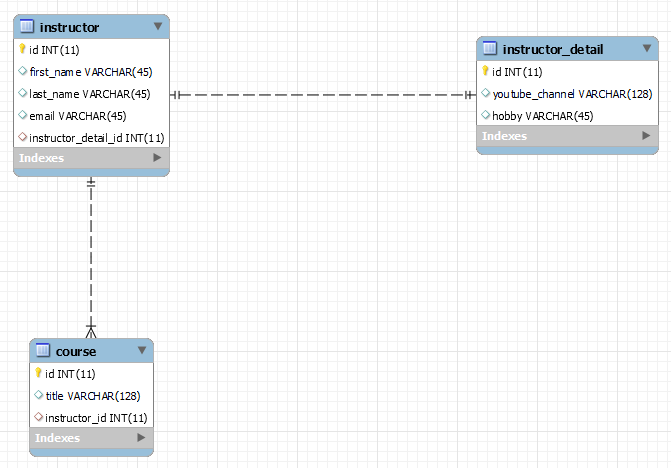 instructor
id INT(11)
first_name VARCHAR(45)
last_name VARCHAR(45)
email VARCHAR(45)
instructor_detail_id INT(11)
Indexes
instructor_detail
id INT(11)
youtube_channel VARCHAR(128)
hobby VARCHAR(45)
Indexes
course
id INT(11)
title VARCHAR(128)
instructor_id INT(11)
Indexes